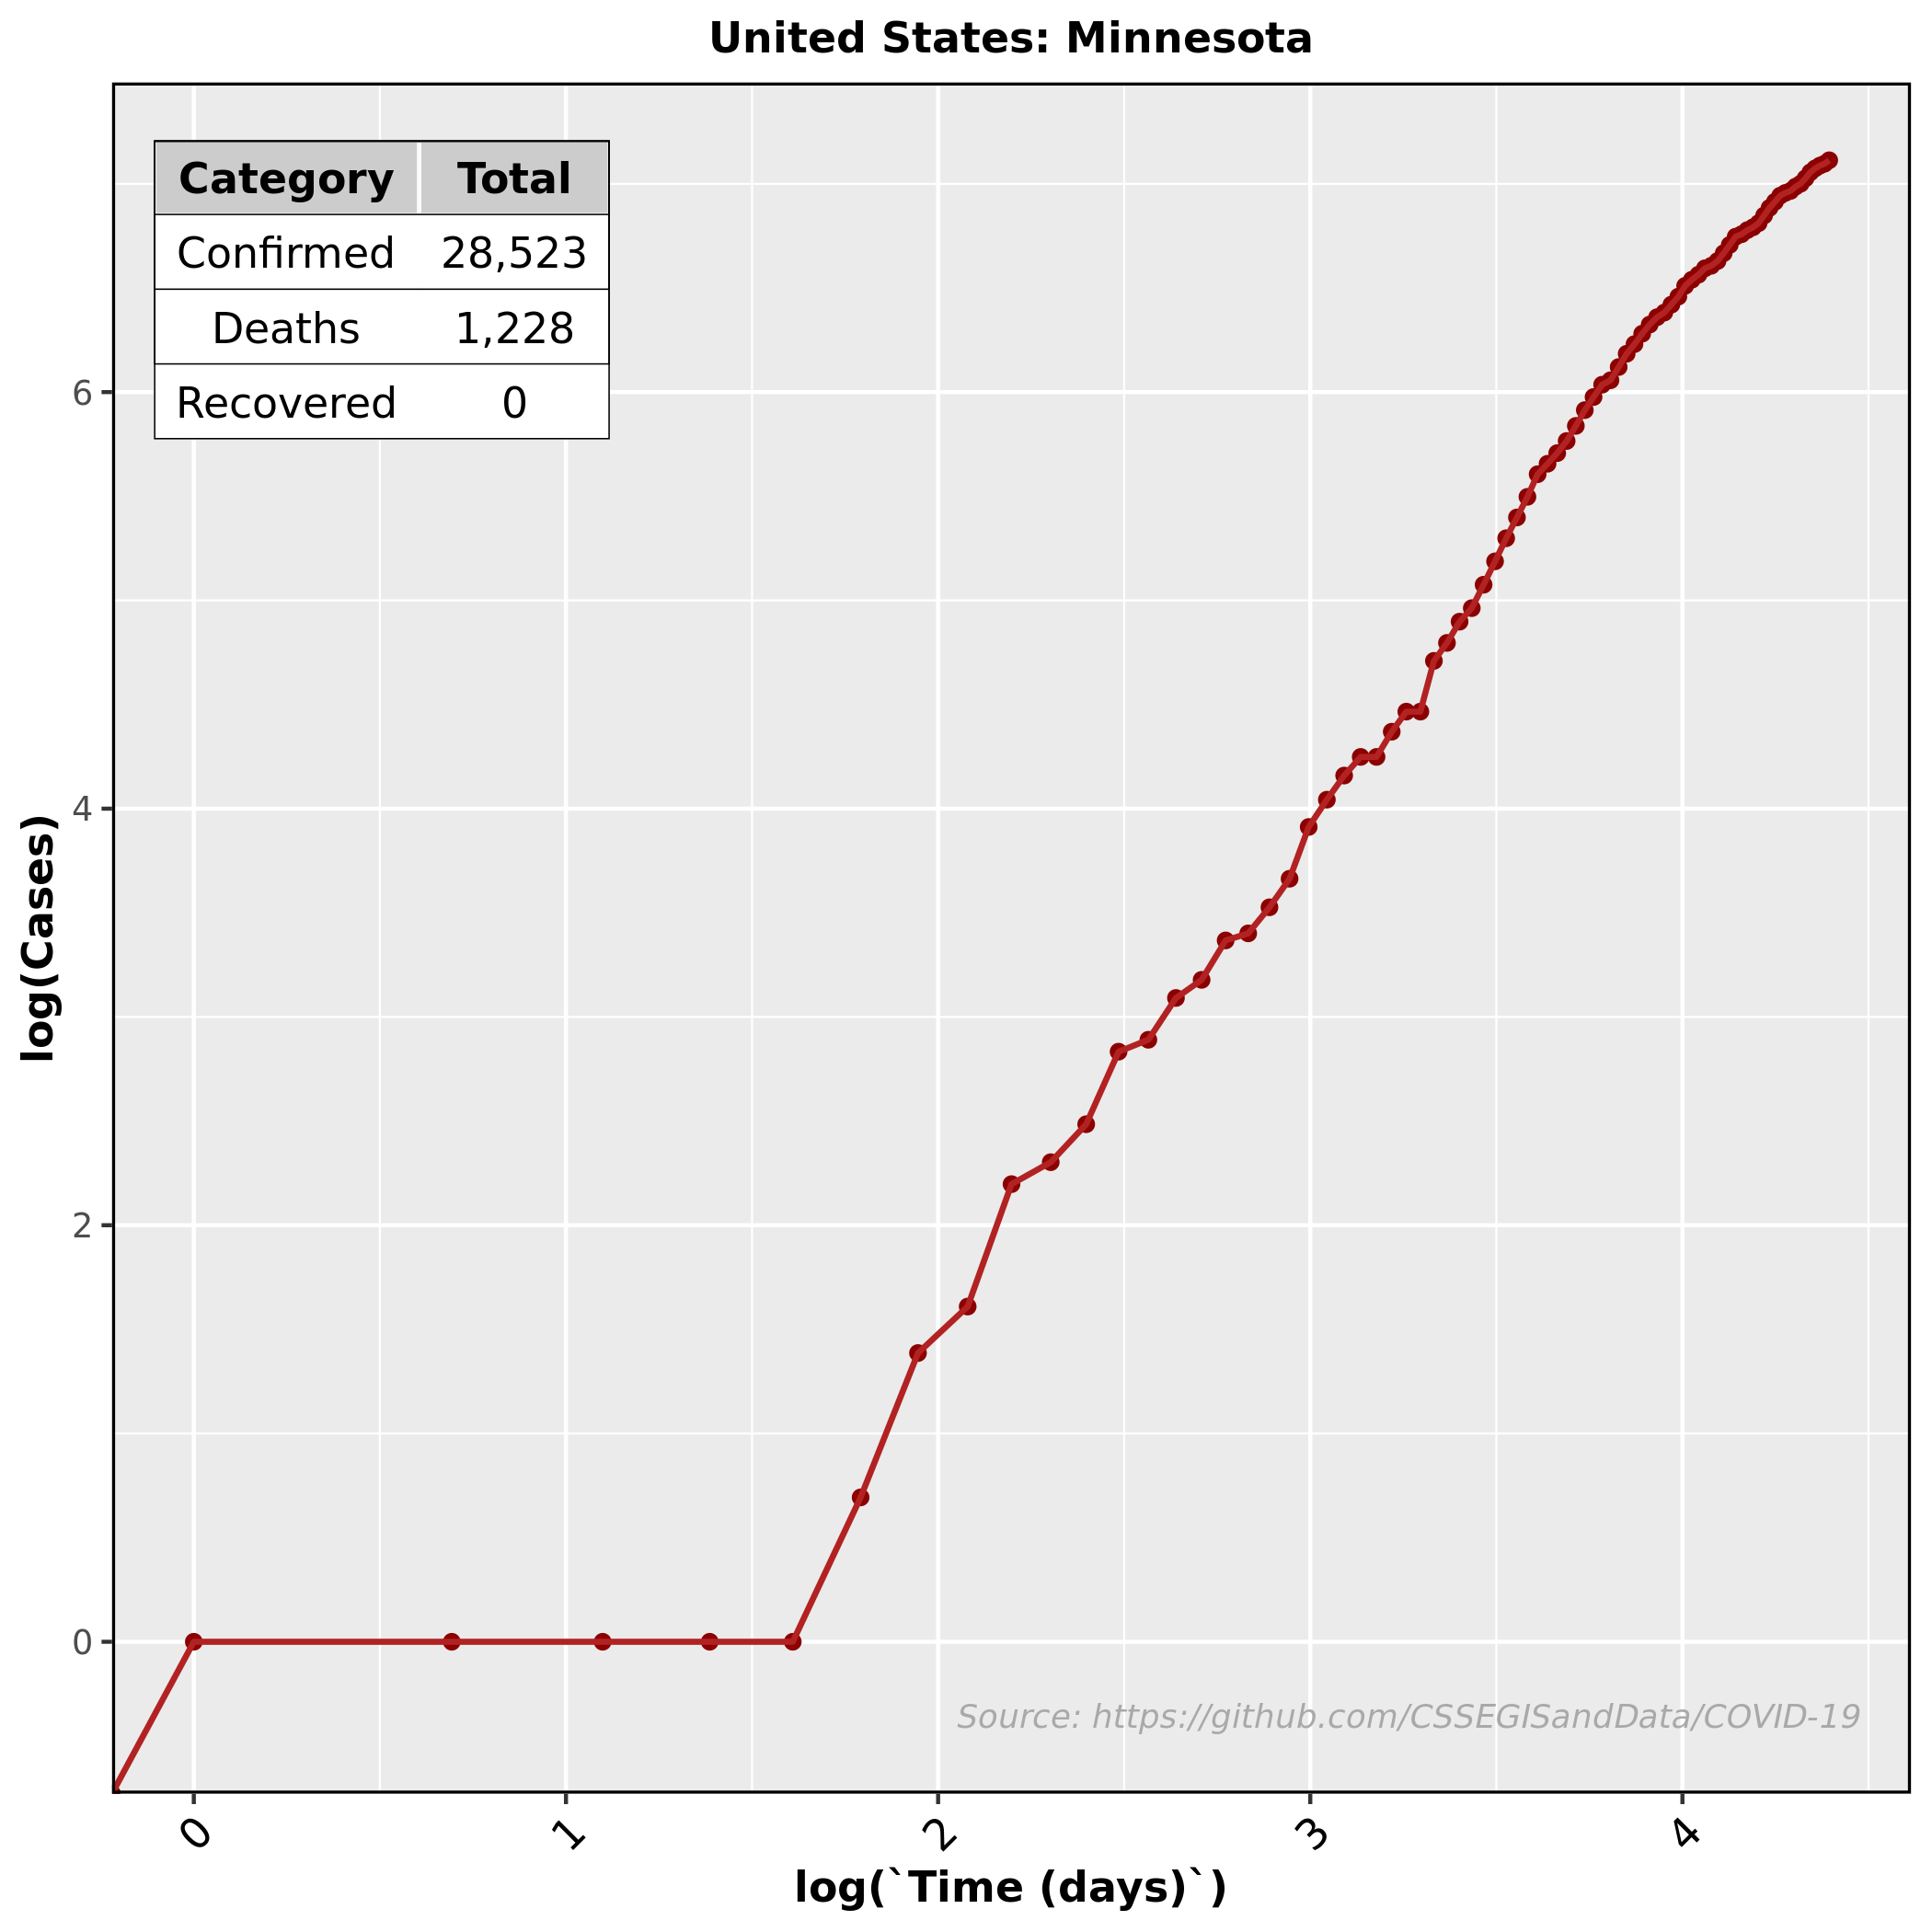 United States: Minnesota
Category Total
Confirmed 28,523
Deaths 1,228
Recovered 0
6
4
2
0
log(Cases)
Source: https://github.com/CSSEGISandData/COVID-19
0 1 2 3 4
log(`Time (days)`)